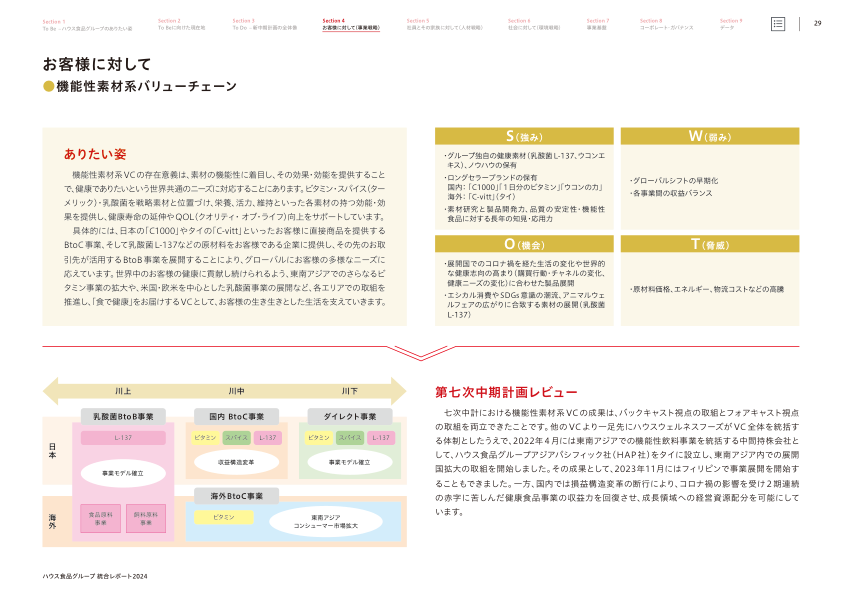 Section 1
To Be －ハウス食品グループのありたい姿
Section 2
To Beに向けた現在地
Section 3
To Do －新中期計画の全体像
Section 4
お客様に対して（事業戦略）
Section 5
社員とその家族に対して（人材戦略）
Section 6
社会に対して（環境戦略）
Section 7
事業基盤
Section 8
コーポレート・ガバナンス
Section 9
データ
29
お客様に対して
機能性素材系バリューチェーン
ありたい姿
機能性素材系VCの存在意義は、素材の機能性に着目し、その効果・効能を提供すること
で、健康でありたいという世界共通のニーズに対応することにあります。ビタミン・スパイス（ター
メリック）・乳酸菌を戦略素材と位置づけ、栄養、活力、維持といった各素材の持つ効能・効
果を提供し、健康寿命の延伸やQOL（クオリティ・オブ・ライフ）向上をサポートしています。
具体的には、日本の「C1000」やタイの「C-vitt」といったお客様に直接商品を提供する
BtoC事業、そして乳酸菌L-137などの原材料をお客様である企業に提供し、その先のお取
引先が活用するBtoB事業を展開することにより、グローバルにお客様の多様なニーズに
応えています。世界中のお客様の健康に貢献し続けられるよう、東南アジアでのさらなるビ
タミン事業の拡大や、米国・欧米を中心とした乳酸菌事業の展開など、各エリアでの取組を
推進し、「食で健康」をお届けするVCとして、お客様の生き生きとした生活を支えていきます。
S（強み）
・グループ独自の健康素材（乳酸菌L-137、ウコンエ
キス）、ノウハウの保有
・ロングセラーブランドの保有
国内：「C1000」「1日分のビタミン」「ウコンの力」
海外：「C-vitt」（タイ）
・素材研究と製品開発力、品質の安定性・機能性
食品に対する長年の知見・応用力
W（弱み）
・グローバルシフトの早期化
・各事業間の収益バランス
O（機会）
・展開国でのコロナ禍を経た生活の変化や世界的
な健康志向の高まり（購買行動・チャネルの変化、
健康ニーズの変化）に合わせた製品展開
・エシカル消費やSDGs意識の潮流、アニマルウェ
ルフェアの広がりに合致する素材の展開（乳酸菌
L-137）
T（脅威）
・原材料価格、エネルギー、物流コストなどの高騰
川上
川中
川下
乳酸菌BtoB事業
国内 BtoC事業
ダイレクト事業
日本
L-137
ビタミン
スパイス
L-137
ビタミン
スパイス
L-137
事業モデル確立
収益構造変革
事業モデル確立
海外BtoC事業
海外
食品原料
事業
飼料原料
事業
ビタミン
東南アジア
コンシューマー市場拡大
第七次中期計画レビュー
七次中計における機能性素材系VCの成果は、バックキャスト視点の取組とフォアキャスト視点
の取組を両立できたことです。他のVCより一足先にハウスウェルネスフーズがVC全体を統括す
る体制としたうえで、2022年4月には東南アジアでの機能性飲料事業を統括する中間持株会社と
して、ハウス食品グループアジアパシフィック社（HAP社）をタイに設立し、東南アジア内での展開
国拡大の取組を開始しました。その成果として、2023年11月にはフィリピンで事業展開を開始す
ることもできました。一方、国内では損益構造変革の断行により、コロナ禍の影響を受け2期連続
の赤字に苦しんだ健康食品事業の収益力を回復させ、成長領域への経営資源配分を可能にして
います。
ハウス食品グループ 統合レポート2024